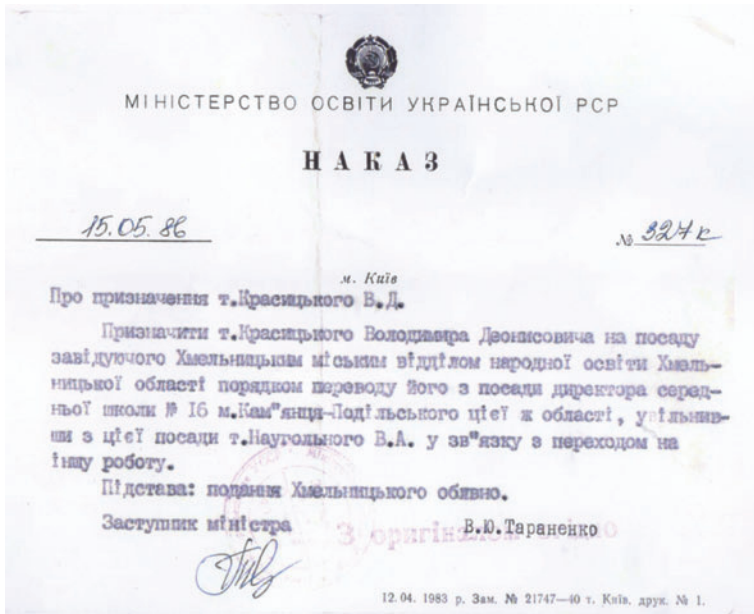 МІНІСТЕРСТВО ОСВІТИ УКРАЇНСЬКОЇ РСР
НАКАЗ
15.05.86
№ 327к
м. Київ
Про призначення т.Красицького В.Д.
Призначити т.Красицького Володимира Деонисовича на посаду
завідуючого Хмельницьким міським відділом народної освіти Хмель-
ницької області порядком переводу його з посади директора серед-
ньої школи № 16 м.Кам"янця-Подільського цієї ж області, увільнив-
ши з цієї посади т.Наугольного В.А. у зв"язку з переходом на
іншу роботу.
Підстава: подання Хмельницького облвно.
Заступник міністра В.Ю.Тараненко
З оригіналом
12.04. 1983 р. Зам. № 21747—40 т. Київ. друк. № 1.